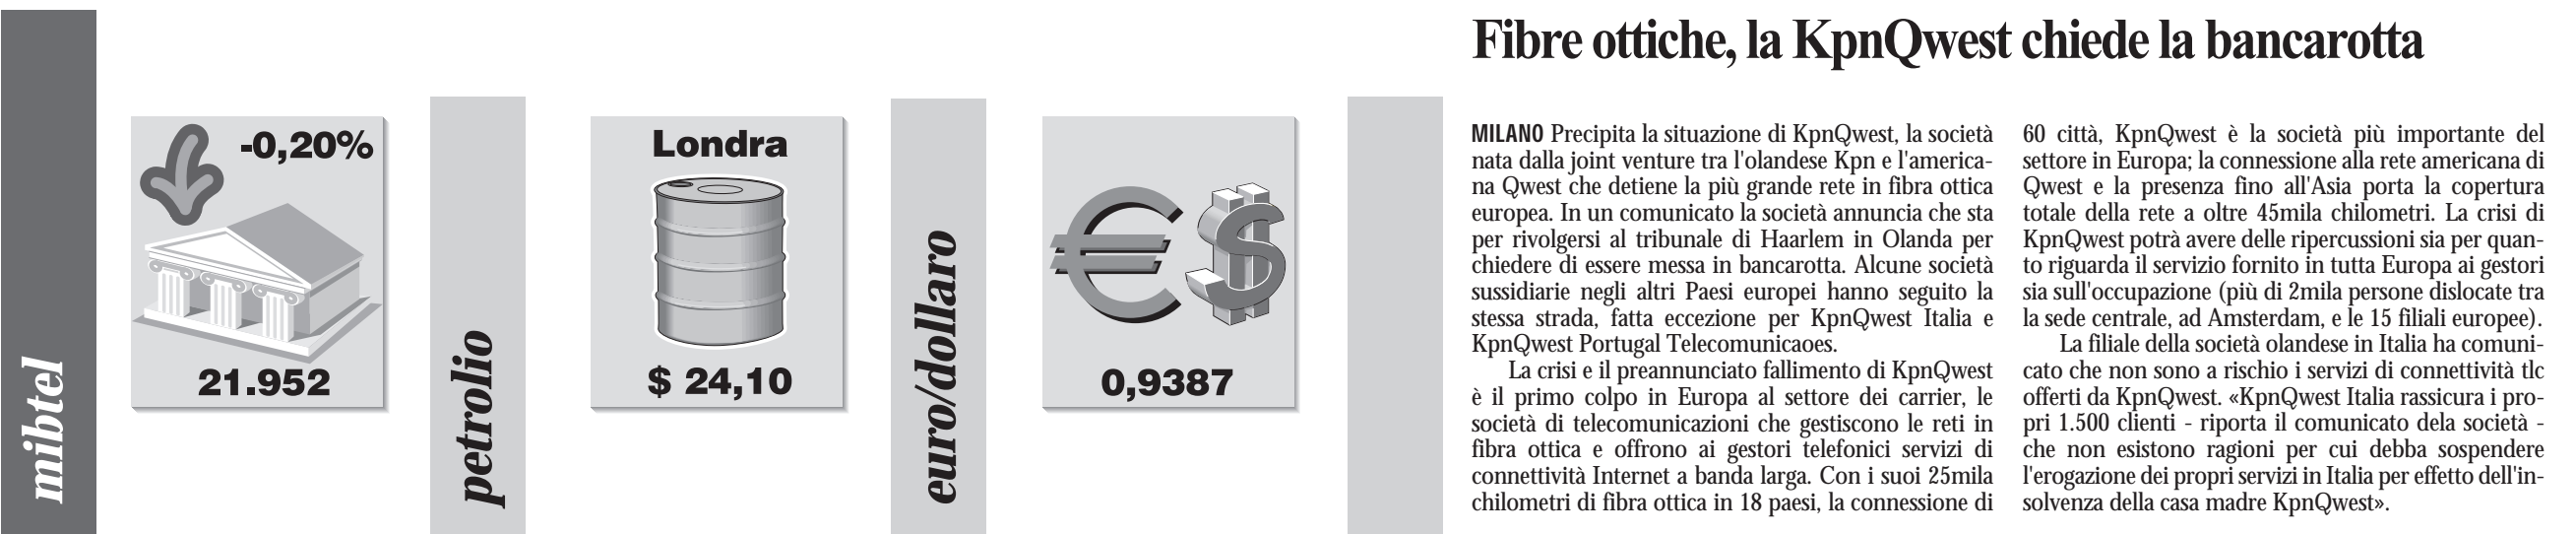 mibtel
-0,20%
21.952
petrolio
Londra
$ 24,10
euro/dollaro
0,9387
Fibre ottiche, la KpnQwest chiede la bancarotta
MILANO Precipita la situazione di KpnQwest, la società
nata dalla joint venture tra l'olandese Kpn e l'america-
na Qwest che detiene la più grande rete in fibra ottica
europea. In un comunicato la società annuncia che sta
per rivolgersi al tribunale di Haarlem in Olanda per
chiedere di essere messa in bancarotta. Alcune società
sussidiarie negli altri Paesi europei hanno seguito la
stessa strada, fatta eccezione per KpnQwest Italia e
KpnQwest Portugal Telecomunicaoes.
La crisi e il preannunciato fallimento di KpnQwest
è il primo colpo in Europa al settore dei carrier, le
società di telecomunicazioni che gestiscono le reti in
fibra ottica e offrono ai gestori telefonici servizi di
connettività Internet a banda larga. Con i suoi 25mila
chilometri di fibra ottica in 18 paesi, la connessione di
60 città, KpnQwest è la società più importante del
settore in Europa; la connessione alla rete americana di
Qwest e la presenza fino all'Asia porta la copertura
totale della rete a oltre 45mila chilometri. La crisi di
KpnQwest potrà avere delle ripercussioni sia per quan-
to riguarda il servizio fornito in tutta Europa ai gestori
sia sull'occupazione (più di 2mila persone dislocate tra
la sede centrale, ad Amsterdam, e le 15 filiali europee).
La filiale della società olandese in Italia ha comuni-
cato che non sono a rischio i servizi di connettività tlc
offerti da KpnQwest. «KpnQwest Italia rassicura i pro-
pri 1.500 clienti - riporta il comunicato dela società -
che non esistono ragioni per cui debba sospendere
l'erogazione dei propri servizi in Italia per effetto dell'in-
solvenza della casa madre KpnQwest».